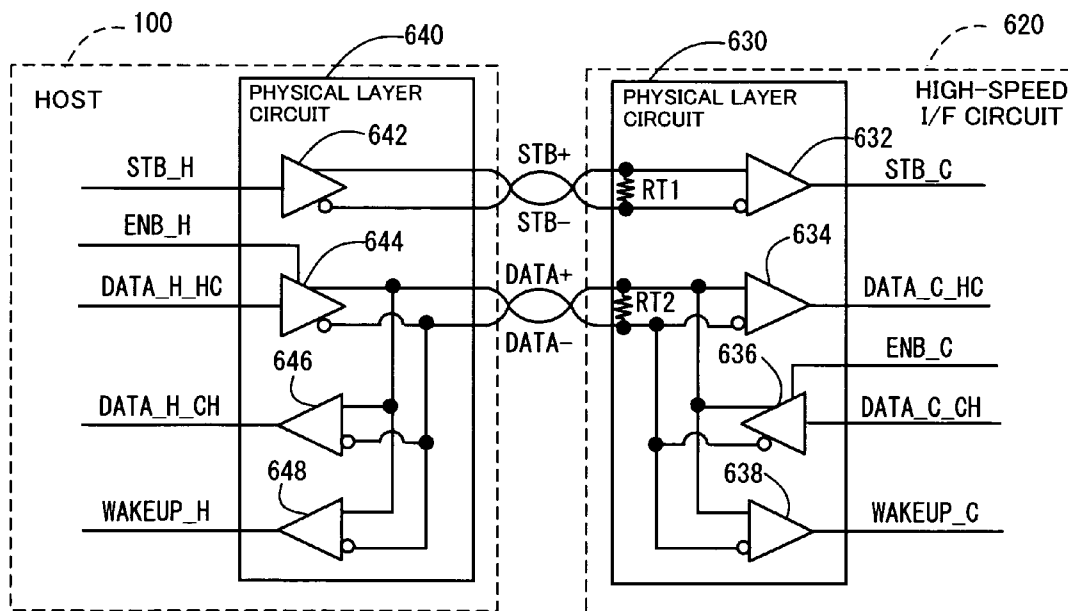 100
640
630
620
HOST
PHYSICAL LAYER
CIRCUIT
642
PHYSICAL LAYER
CIRCUIT
HIGH-SPEED
I/F CIRCUIT
632
STB_H
STB+
STB-
RT1
STB_C
ENB_H
644
634
DATA_H_HC
DATA+
DATA-
RT2
DATA_C_HC
646
636
ENB_C
DATA_H_CH
DATA_C_CH
648
638
WAKEUP_H
WAKEUP_C